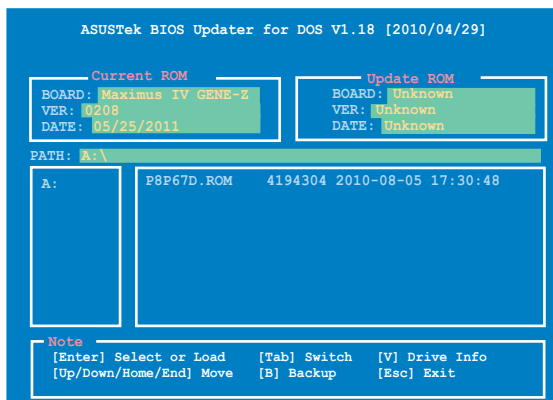 ASUSTek BIOS Updater for DOS V1.18 [2010/04/29]
Current ROM
BOARD: Maximus IV GENE-Z
VER: 0208
DATE: 05/25/2011
Update ROM
BOARD: Unknown
VER: Unknown
DATE: Unknown
PATH: A:\
A:
P8P67D.ROM 4194304 2010-08-05 17:30:48
Note
[Enter] Select or Load [Tab] Switch [V] Drive Info
[Up/Down/Home/End] Move [B] Backup [Esc] Exit